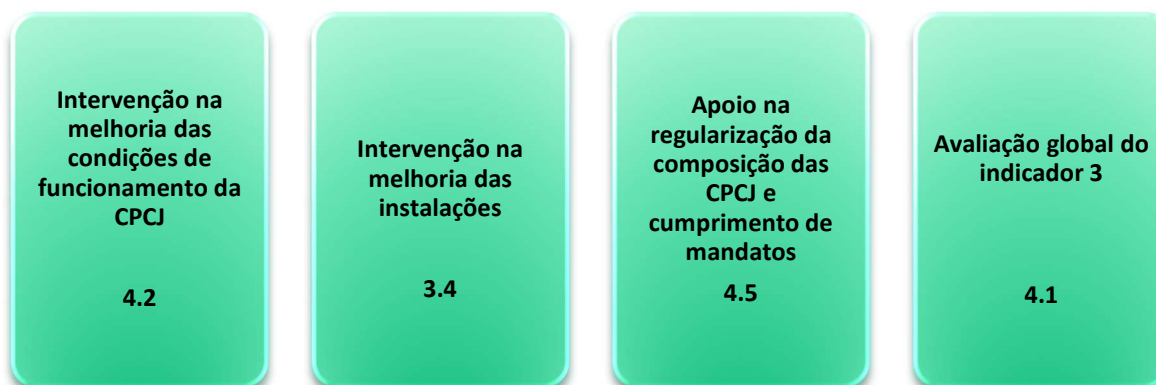 Intervenção na
melhoria das
condições de
funcionamento da
CPCJ
4.2
Intervenção na
melhoria das
instalações
3.4
Apoio na
regularização da
composição das
CPCJ e
cumprimento de
mandatos
4.5
Avaliação global do
indicador 3
4.1